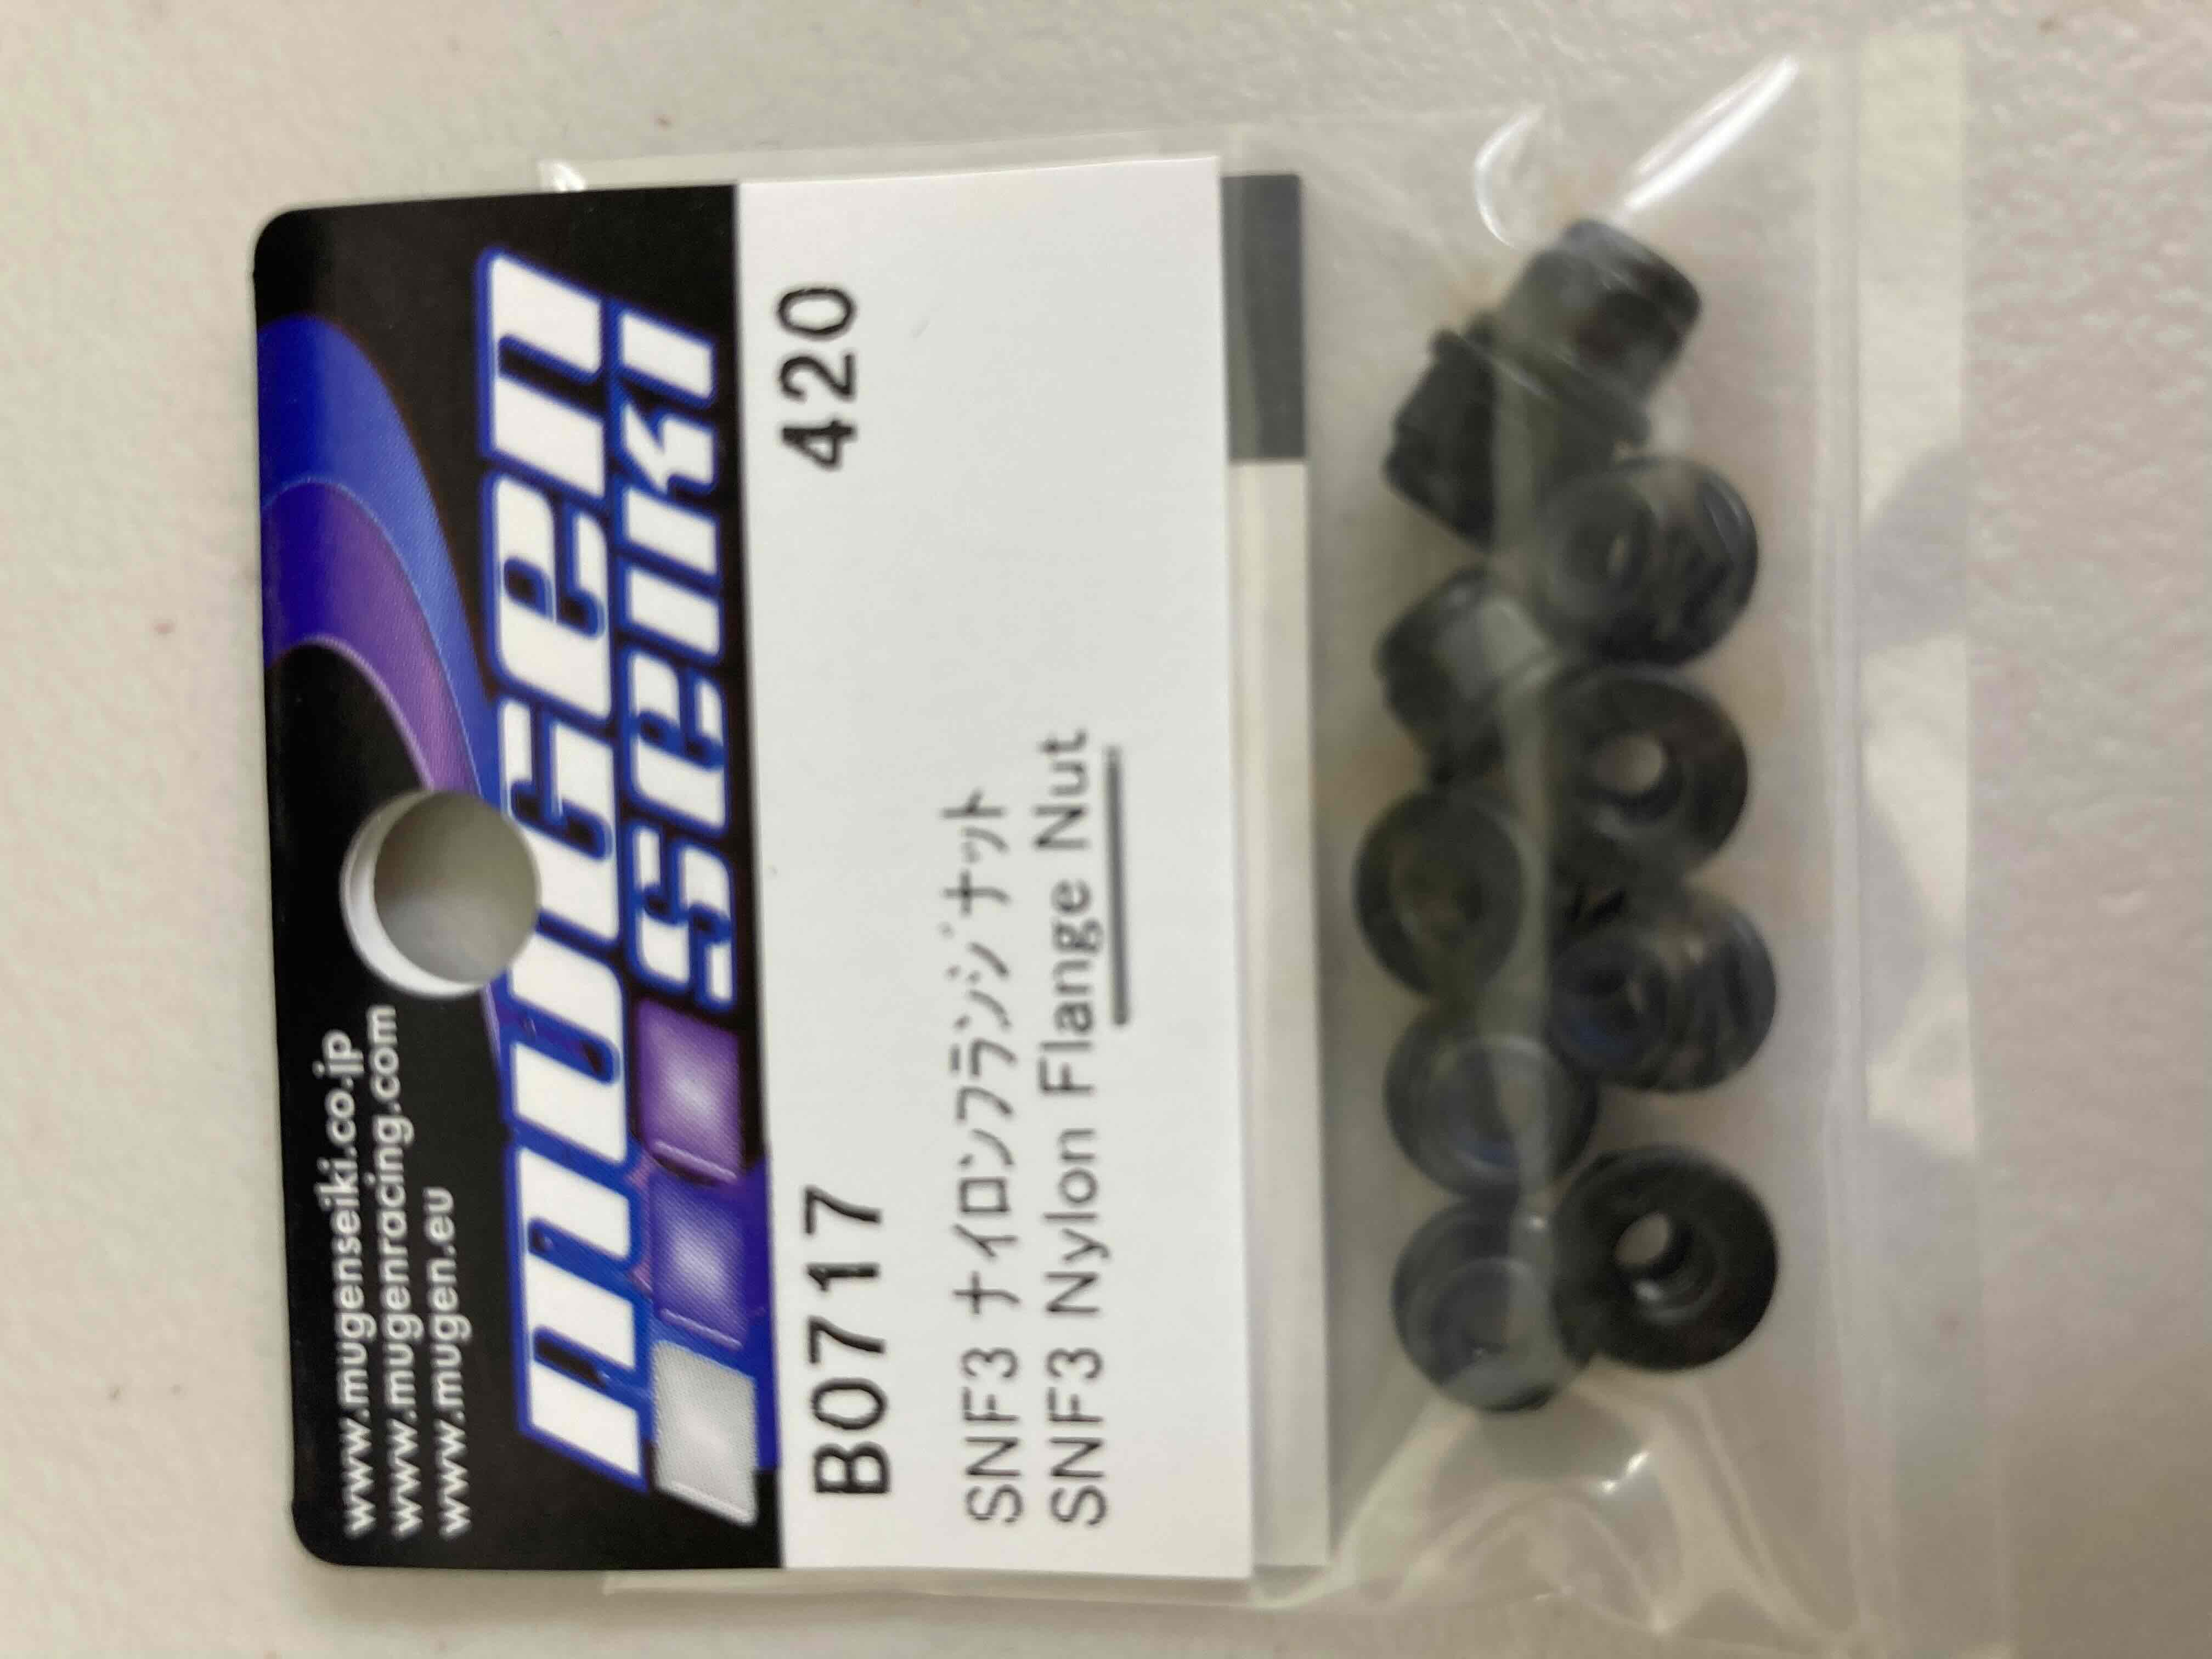 www.mugenseiki.co.jp
www.mugenracing.com
www.mugen.eu
mugen
seiki
B0717 420
SNF3 ナイロンフランジナット
SNF3 Nylon Flange Nut